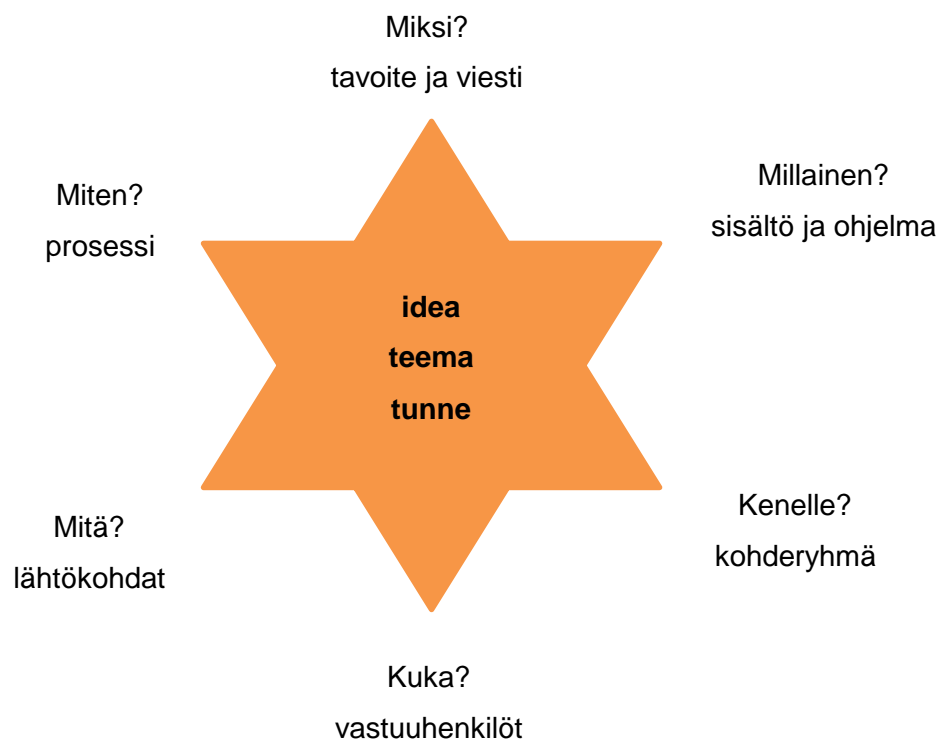 Miksi?
tavoite ja viesti
Miten?
prosessi
Millainen?
sisältö ja ohjelma
idea
teema
tunne
Mitä?
lähtökohdat
Kenelle?
kohderyhmä
Kuka?
vastuuhenkilöt